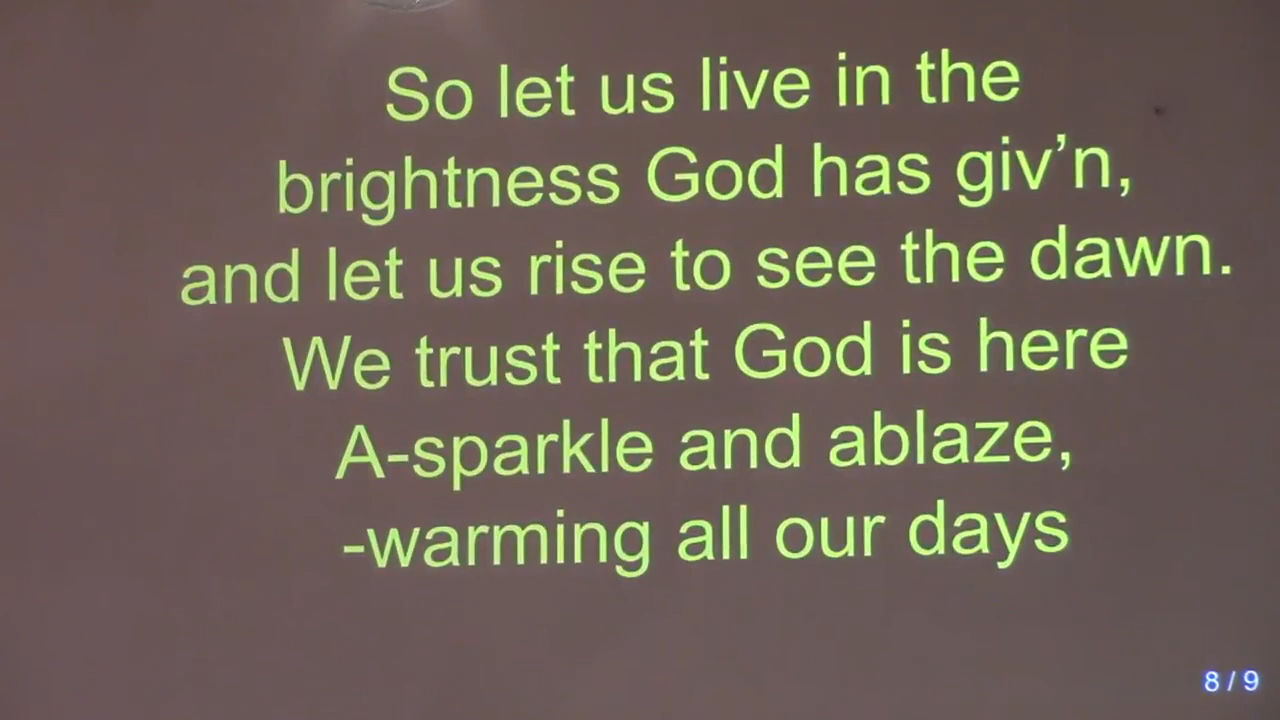 So let us live in the
brightness God has giv’n,
and let us rise to see the dawn.
We trust that God is here
A-sparkle and ablaze,
-warming all our days
8 / 9